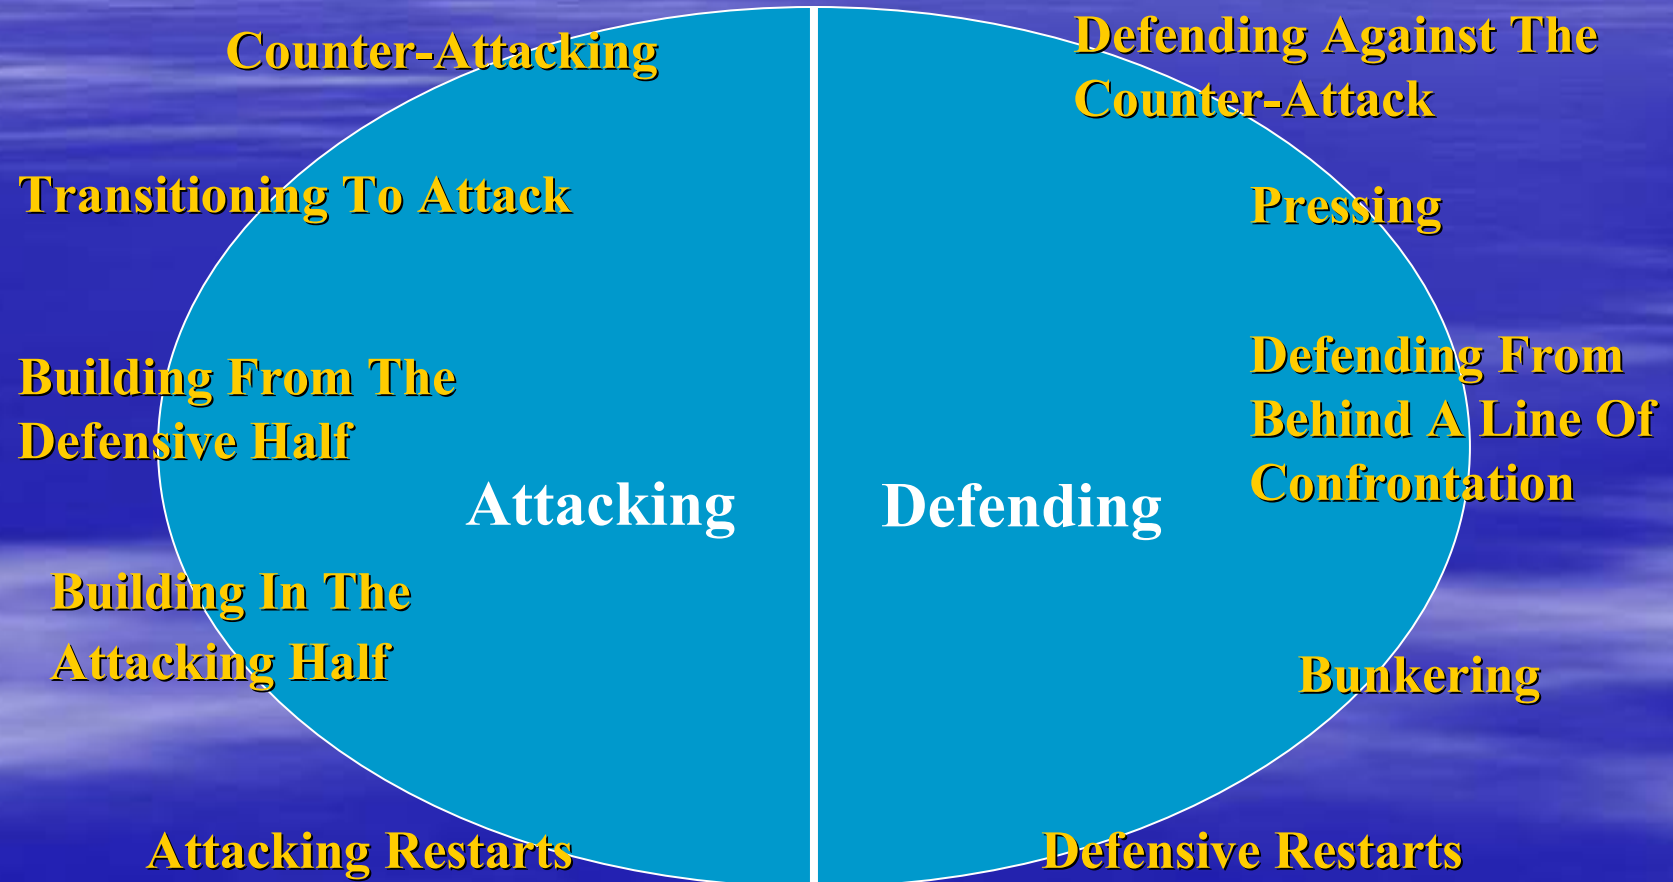 Counter-Attacking
Transitioning To Attack
Building From The
Defensive Half
Attacking
Building In The
Attacking Half
Attacking Restarts
Defending Against The
Counter-Attack
Pressing
Defending From
Behind A Line Of
Confrontation
Defending
Bunkering
Defensive Restarts